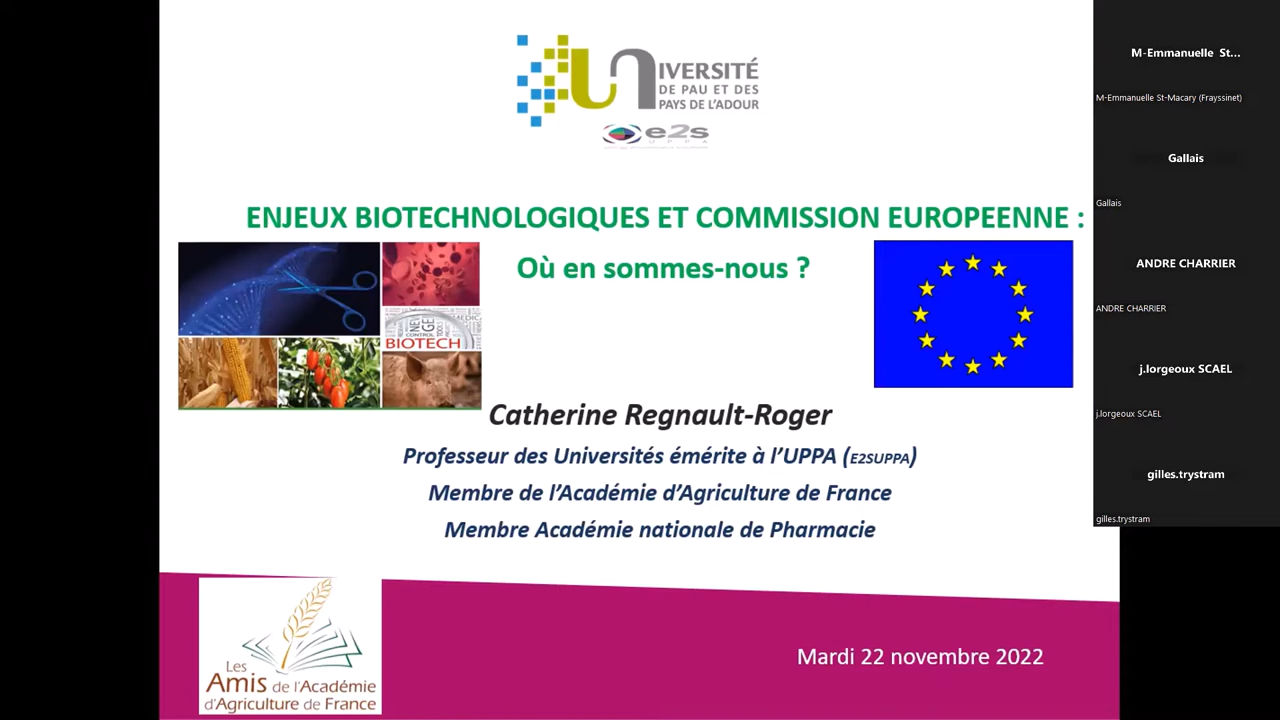 UNIVERSITÉ
DE PAU ET DES
PAYS DE L'ADOUR
e2s
UPPA
ENJEUX BIOTECHNOLOGIQUES ET COMMISSION EUROPEENNE :
Où en sommes-nous ?
BIOTECH
CONTROL
Catherine Regnault-Roger
Professeur des Universités émérite à l'UPPA (E2SUPPA)
Membre de l'Académie d'Agriculture de France
Membre Académie nationale de Pharmacie
Les
Amis de l'Académie
d'Agriculture de France
Mardi 22 novembre 2022
M-Emmanuelle St...
M-Emmanuelle St-Macary (Frayssinet)
Gallais
Gallais
ANDRE CHARRIER
ANDRE CHARRIER
j.lorgeoux SCAEL
j.lorgeoux SCAEL
gilles.trystram
gilles.trystram